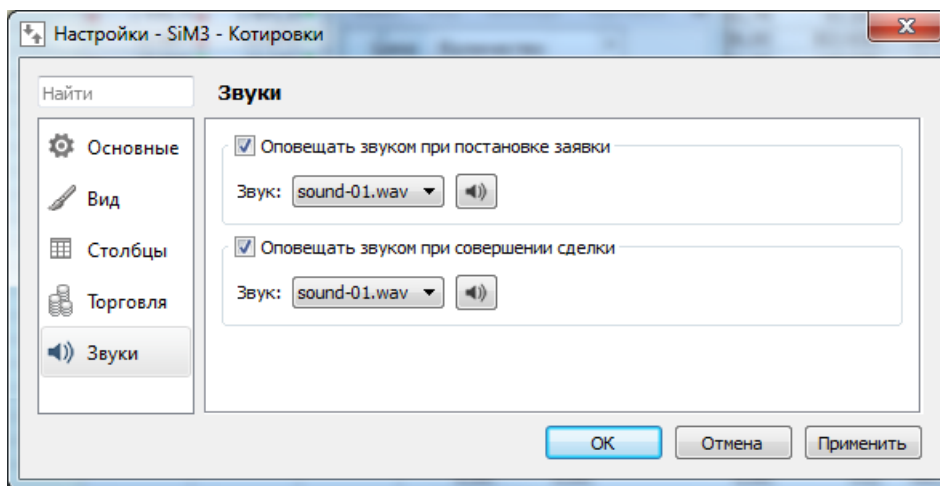 Настройки - SiM3 - Котировки
Найти
Звуки
Основные
Вид
Столбцы
Торговля
Звуки
Оповещать звуком при постановке заявки
Звук: sound-01.wav
Оповещать звуком при совершении сделки
Звук: sound-01.wav
OK
Отмена
Применить